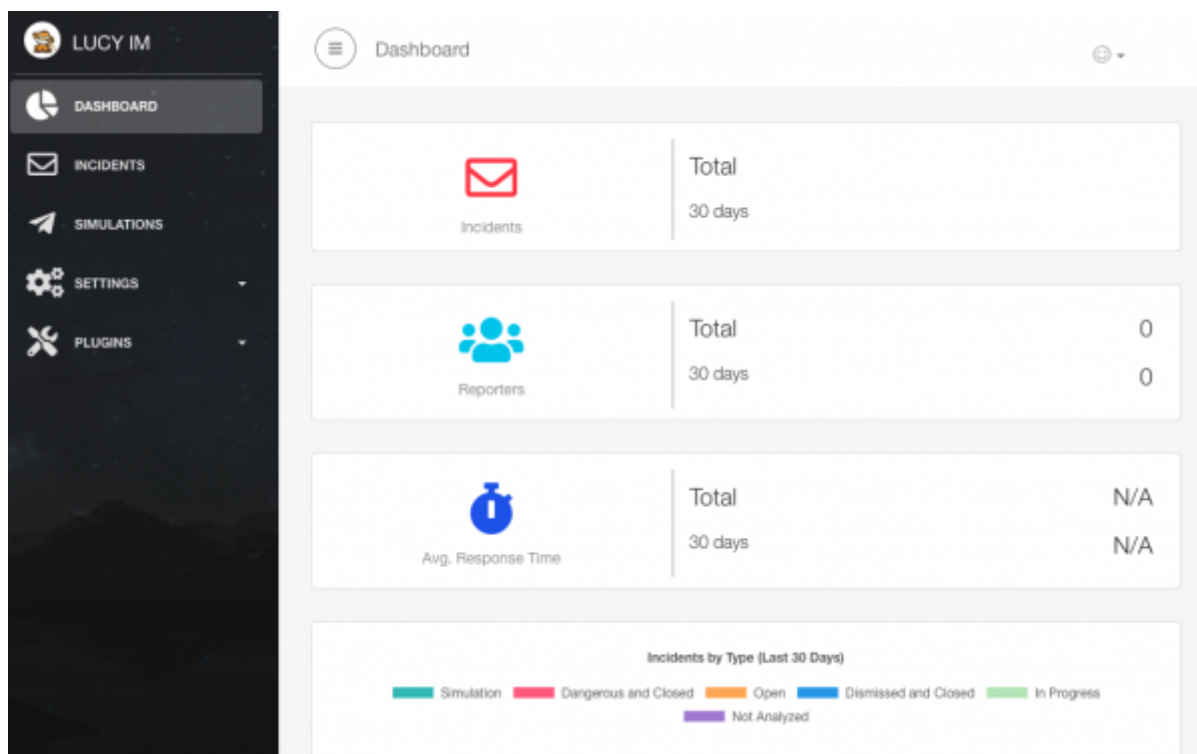 LUCY IM
DASHBOARD
INCIDENTS
SIMULATIONS
SETTINGS
PLUGINS
Dashboard
Incidents
Total
30 days
Reporters
Total 0
30 days 0
Avg. Response Time
Total N/A
30 days N/A
Incidents by Type (Last 30 Days)
Simulation Dangerous and Closed Open Dismissed and Closed In Progress
Not Analyzed